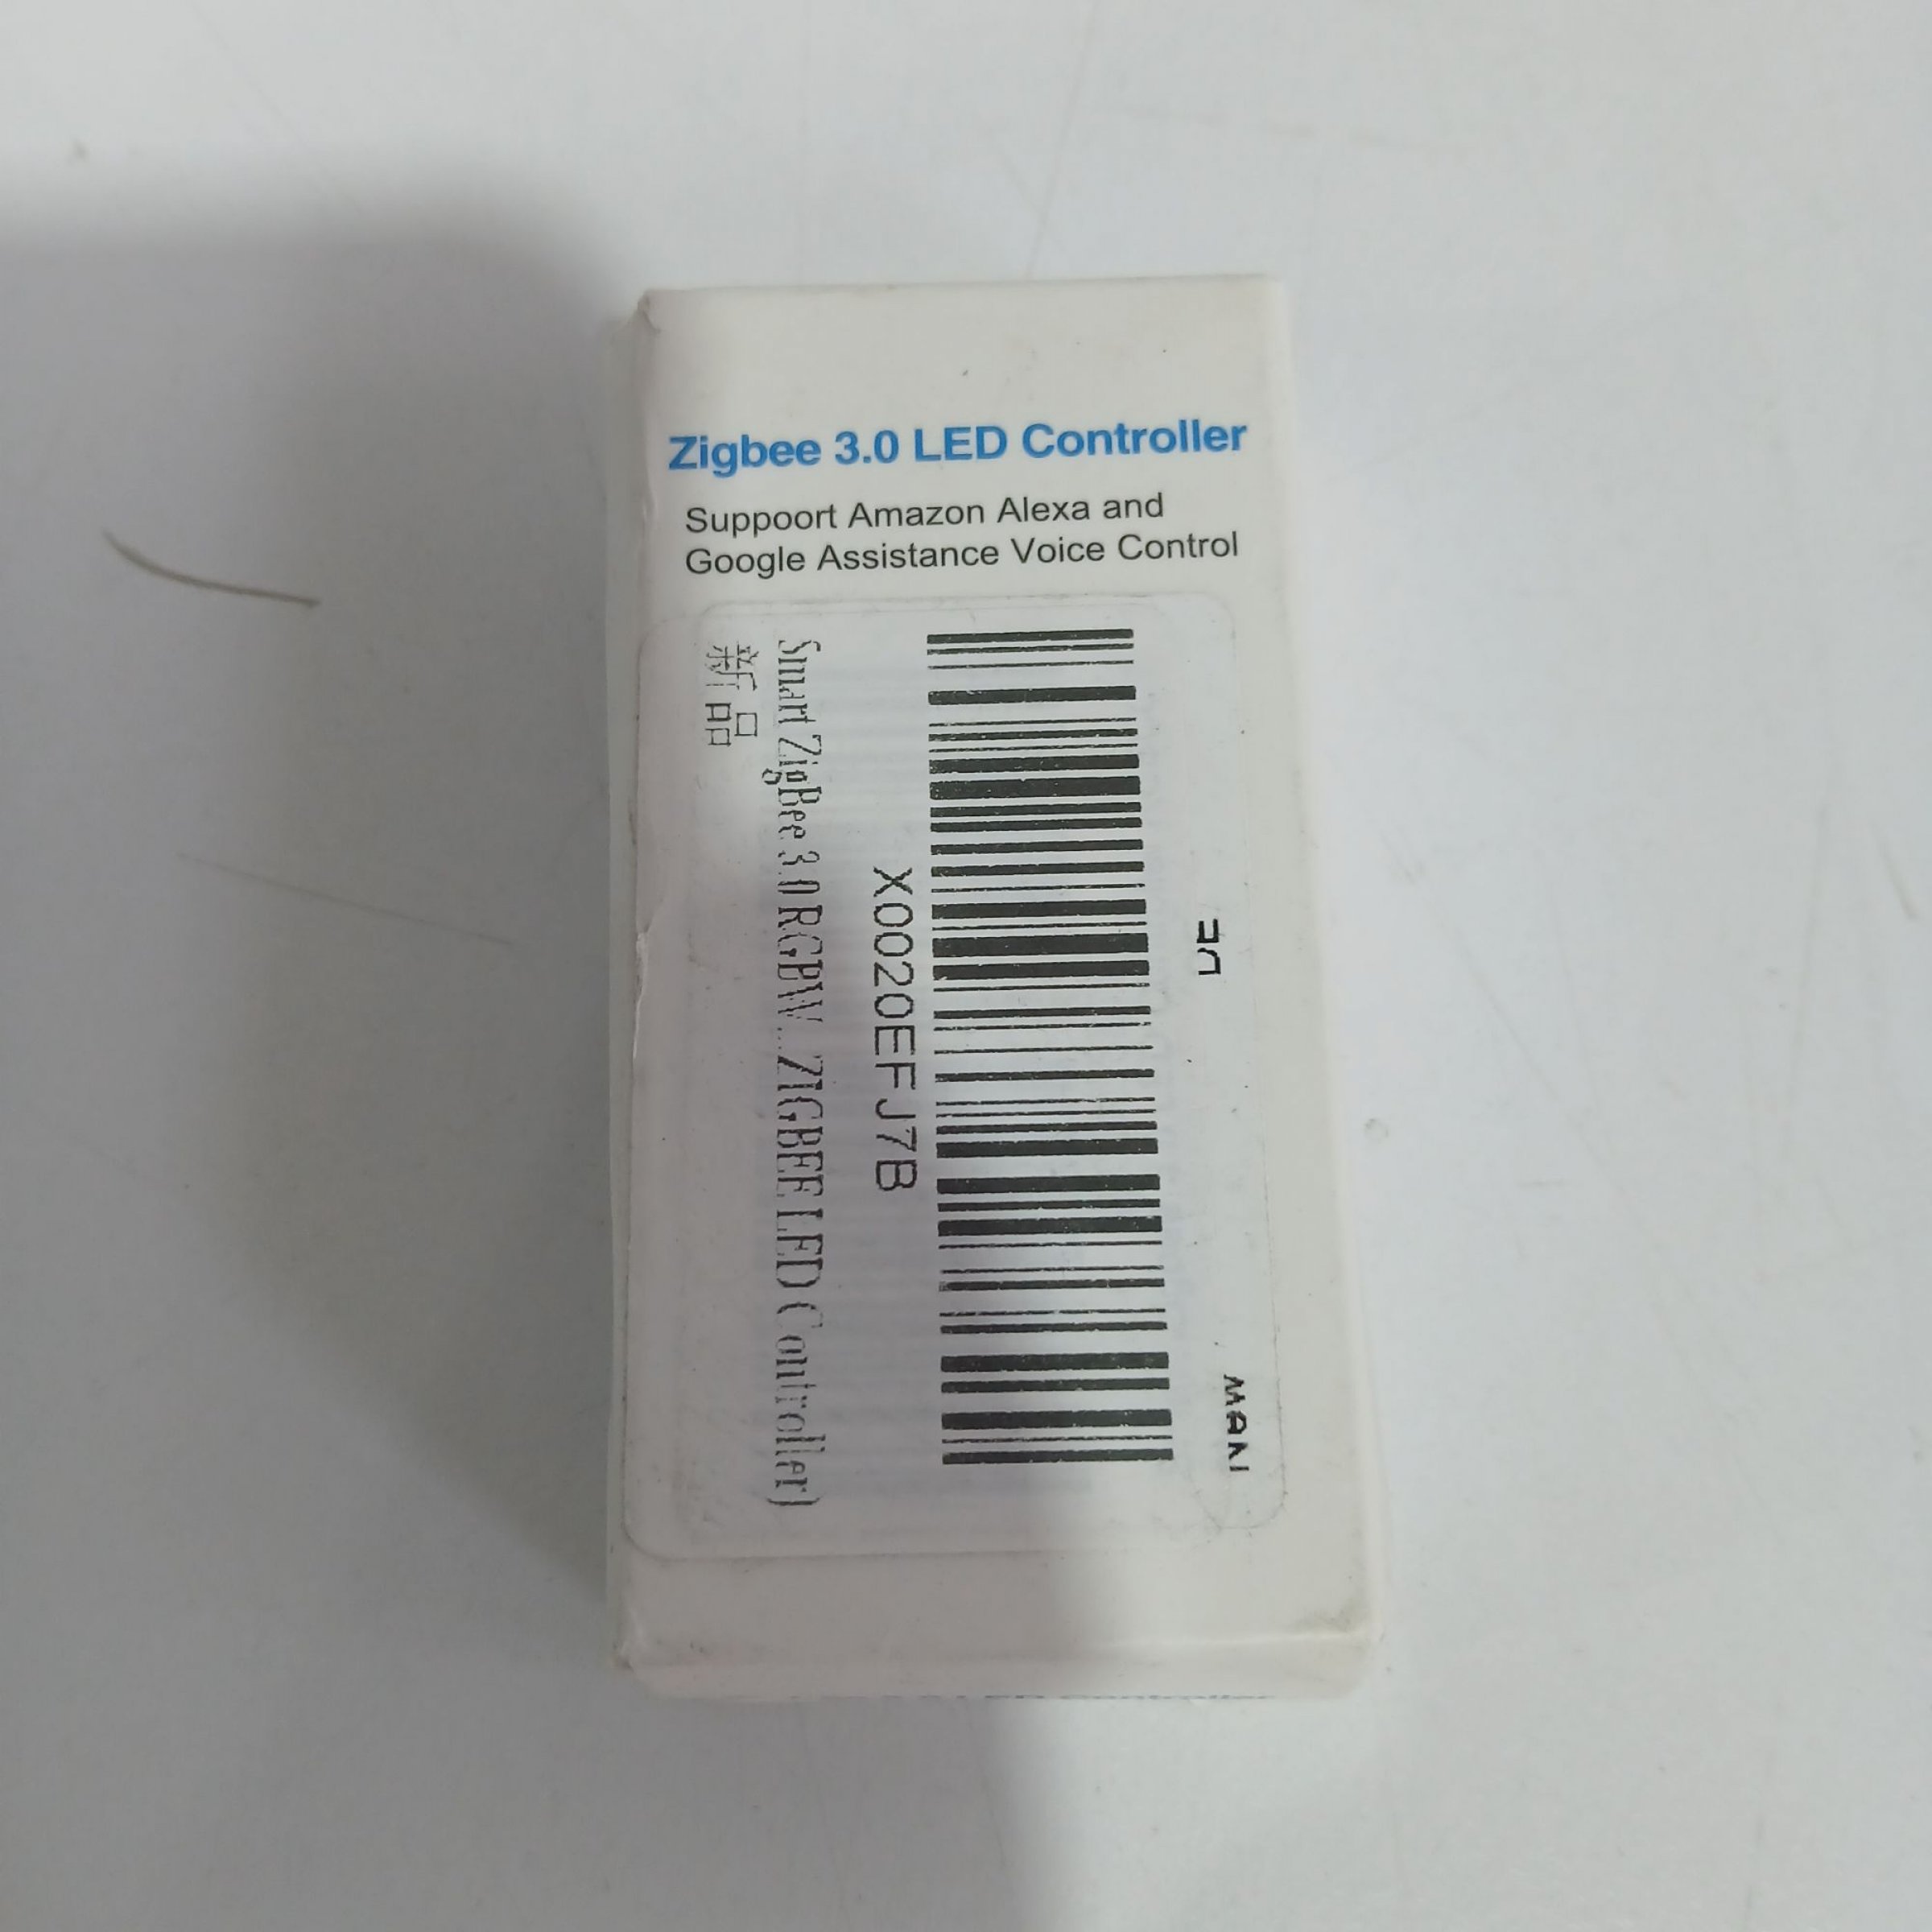 Zigbee 3.0 LED Controller
Suppoort Amazon Alexa and
Google Assistance Voice Control
X0020EFJ7B
Smart ZigBee 3.0 RGBW...ZIGBEE LED Controller)
新品